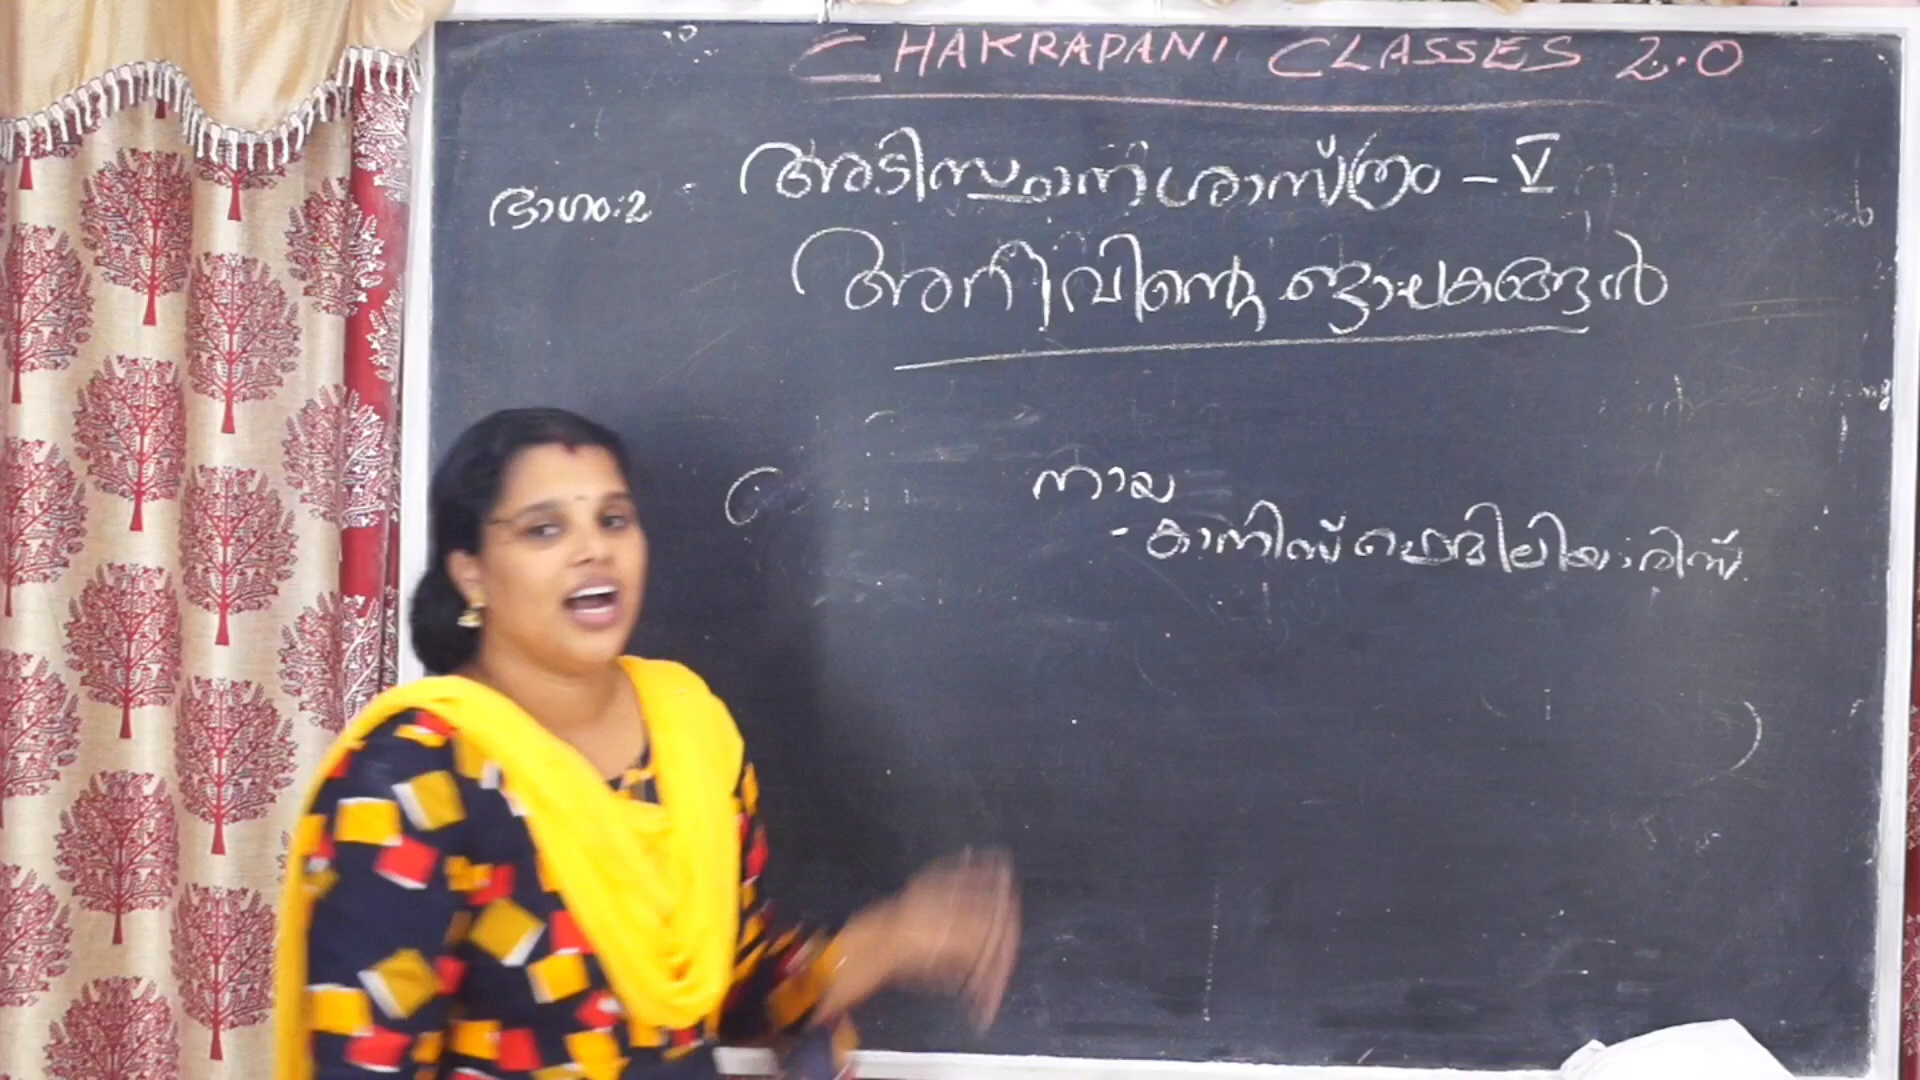 CHAKRAPANI CLASSES 2.0
ഭാഗം:2
അടിസ്ഥാനശാസ്ത്രം - V
അറിവിന്റെ ജാലകങ്ങൾ
നായ
- കാനിസ് ഫെമിലിയാരിസ്